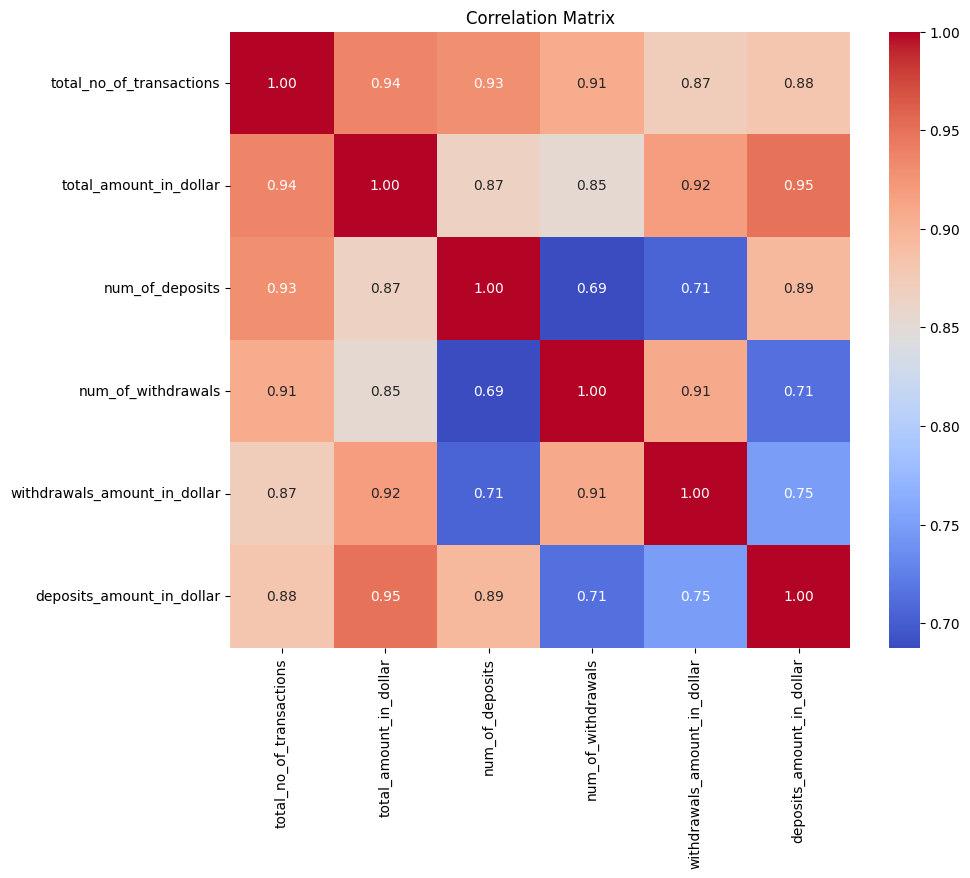 Correlation Matrix
total_no_of_transactions 1.00 0.94 0.93 0.91 0.87 0.88
total_amount_in_dollar 0.94 1.00 0.87 0.85 0.92 0.95
num_of_deposits 0.93 0.87 1.00 0.69 0.71 0.89
num_of_withdrawals 0.91 0.85 0.69 1.00 0.91 0.71
withdrawals_amount_in_dollar 0.87 0.92 0.71 0.91 1.00 0.75
deposits_amount_in_dollar 0.88 0.95 0.89 0.71 0.75 1.00
total_no_of_transactions
total_amount_in_dollar
num_of_deposits
num_of_withdrawals
withdrawals_amount_in_dollar
deposits_amount_in_dollar
1.00
0.95
0.90
0.85
0.80
0.75
0.70